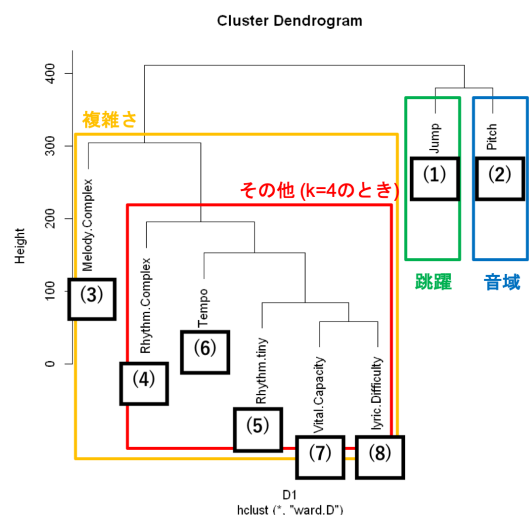 Cluster Dendrogram
Height
400
300
200
100
0
複雑さ
その他 (k=4のとき)
跳躍
音域
Jump
(1)
Pitch
(2)
Melody.Complex
(3)
Rhythm.Complex
(4)
Tempo
(6)
Rhythm.tiny
(5)
Vital.Capacity
(7)
lyric.Difficulty
(8)
D1
hclust (*, "ward.D")